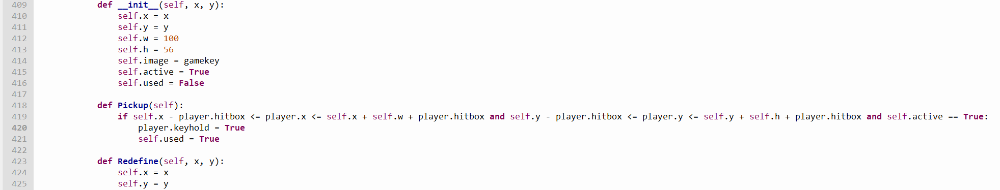 409 def __init__(self, x, y):
410 self.x = x
411 self.y = y
412 self.w = 100
413 self.h = 56
414 self.image = gamekey
415 self.active = True
416 self.used = False
417
418 def Pickup(self):
419 if self.x - player.hitbox <= player.x <= self.x + self.w + player.hitbox and self.y - player.hitbox <= player.y <= self.y + self.h + player.hitbox and self.active == True:
420 player.keyhold = True
421 self.used = True
422
423 def Redefine(self, x, y):
424 self.x = x
425 self.y = y